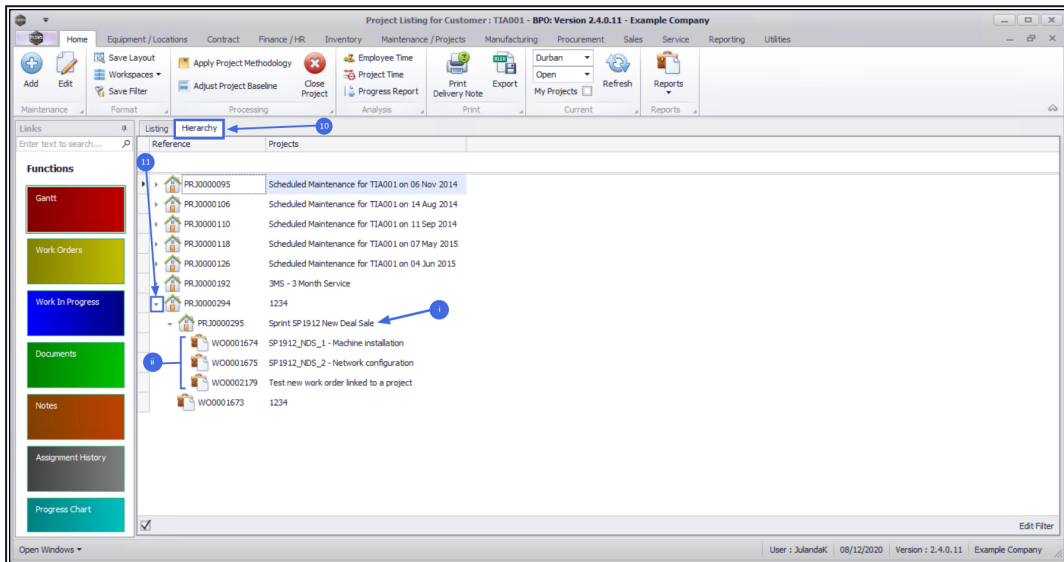 Project Listing for Customer : TIA001 - BPO: Version 2.4.0.11 - Example Company
Home Equipment / Locations Contract Finance / HR Inventory Maintenance / Projects Manufacturing Procurement Sales Service Reporting Utilities
Add
Edit
Save Layout
Workspaces
Save Filter
Apply Project Methodology
Adjust Project Baseline
Close Project
Employee Time
Project Time
Progress Report
Print Delivery Note
Export
Durban
Open
My Projects
Refresh
Reports
Maintenance Format Processing Analysis Print Current Reports
Links
Listing Hierarchy
10
Enter text to search...
Reference Projects
11
Functions
Gantt
Work Orders
Work In Progress
Documents
Notes
Assignment History
Progress Chart
PRJ0000095 Scheduled Maintenance for TIA001 on 06 Nov 2014
PRJ0000106 Scheduled Maintenance for TIA001 on 14 Aug 2014
PRJ0000110 Scheduled Maintenance for TIA001 on 11 Sep 2014
PRJ0000118 Scheduled Maintenance for TIA001 on 07 May 2015
PRJ0000126 Scheduled Maintenance for TIA001 on 04 Jun 2015
PRJ0000192 3MS - 3 Month Service
PRJ0000294 1234
i
PRJ0000295 Sprint SP1912 New Deal Sale
WO0001674 SP1912_NDS_1 - Machine installation
ii
WO0001675 SP1912_NDS_2 - Network configuration
WO0002179 Test new work order linked to a project
WO0001673 1234
Edit Filter
Open Windows
User : JulandaK 08/12/2020 Version : 2.4.0.11 Example Company